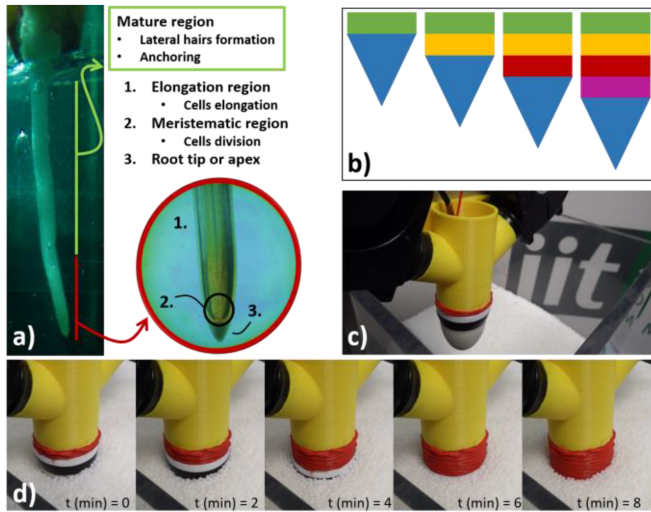 Mature region
• Lateral hairs formation
• Anchoring
1. Elongation region
• Cells elongation
2. Meristematic region
• Cells division
3. Root tip or apex
1.
2.
3.
a)
b)
iit
c)
d)
t (min) = 0
t (min) = 2
t (min) = 4
t (min) = 6
t (min) = 8